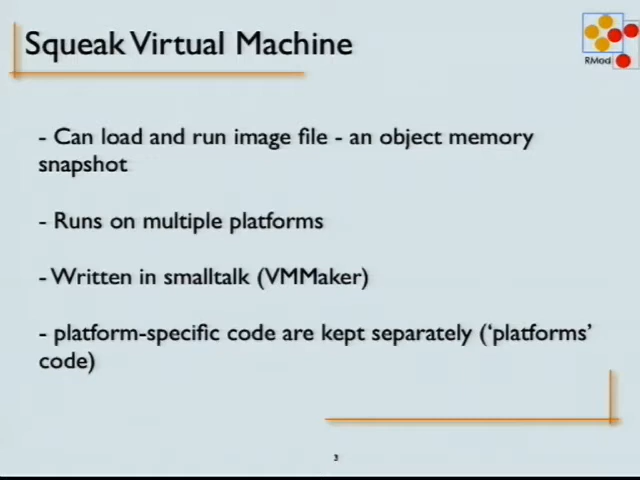 Squeak Virtual Machine
RMod
- Can load and run image file - an object memory
snapshot
- Runs on multiple platforms
- Written in smalltalk (VMMaker)
- platform-specific code are kept separately (‘platforms’
code)